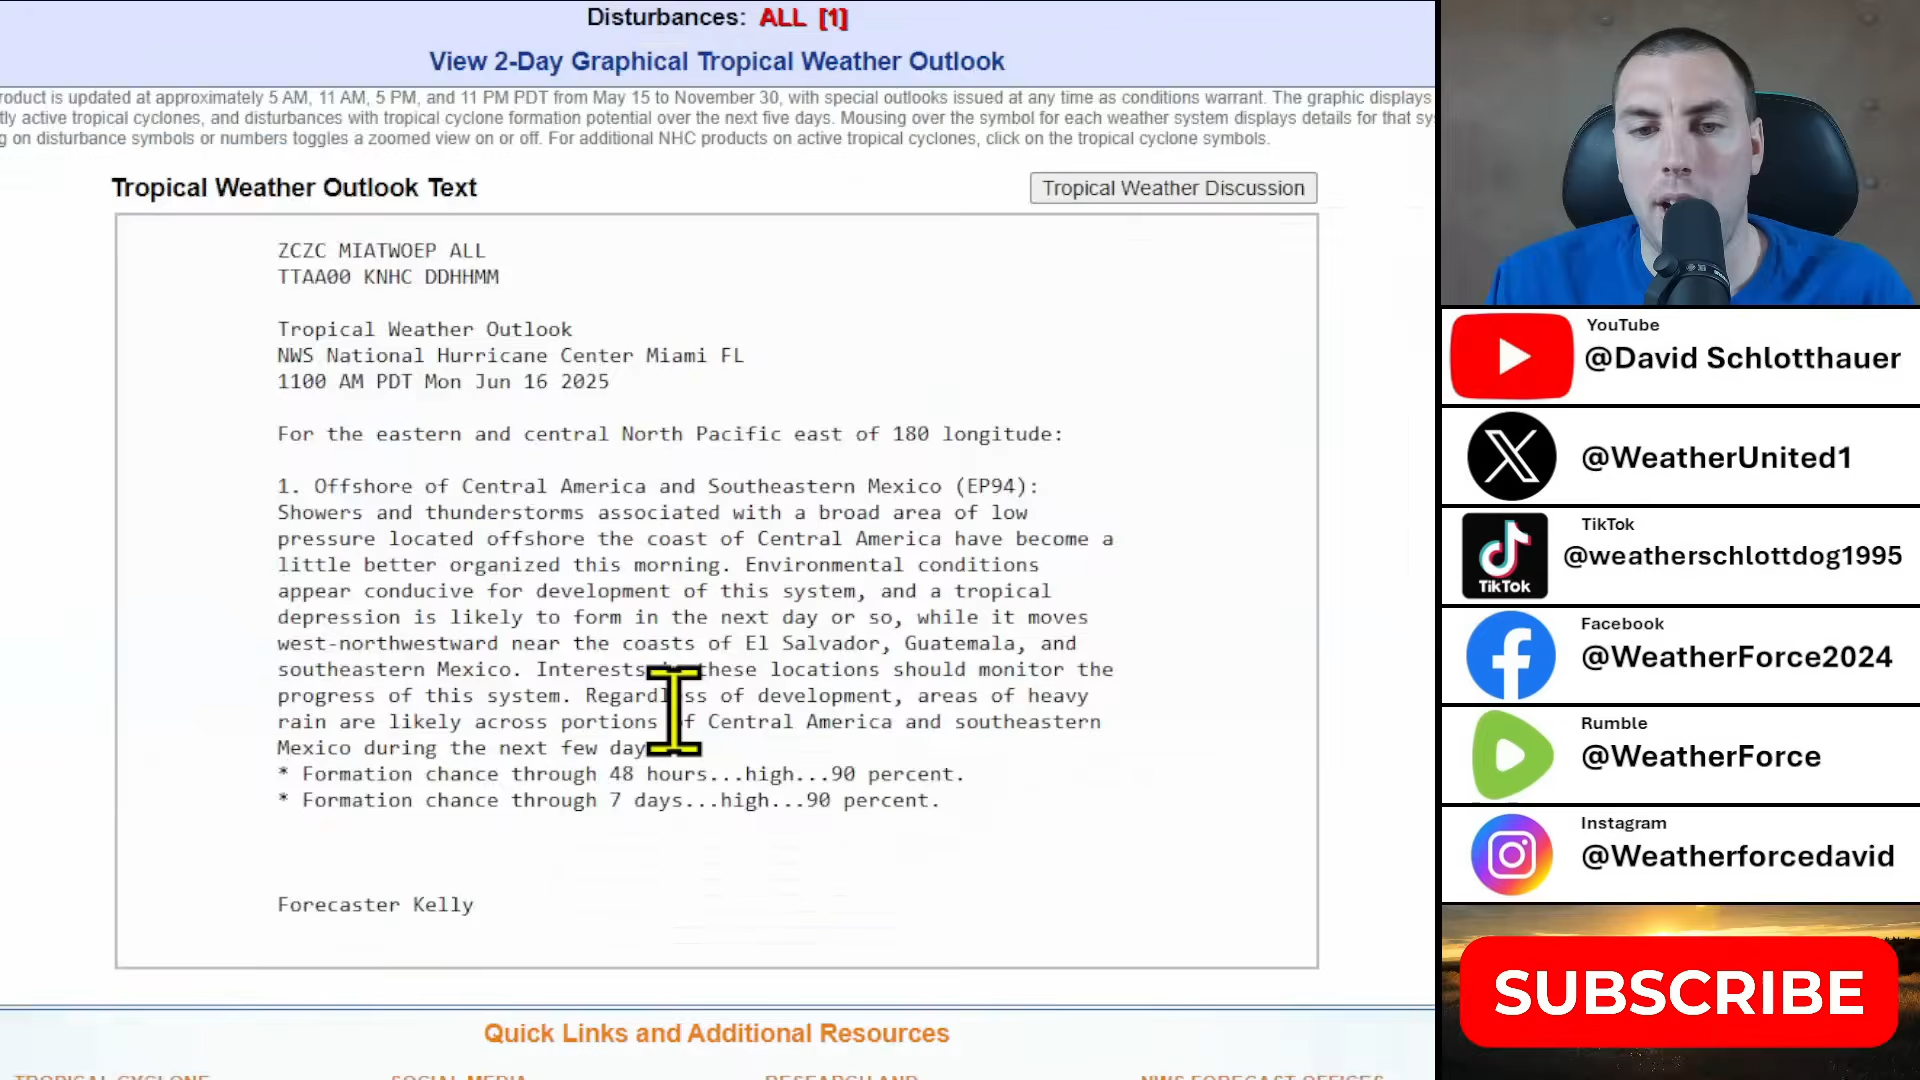 Disturbances: ALL [1]
View 2-Day Graphical Tropical Weather Outlook
roduct is updated at approximately 5 AM, 11 AM, 5 PM, and 11 PM PDT from May 15 to November 30, with special outlooks issued at any time as conditions warrant. The graphic displays
tly active tropical cyclones, and disturbances with tropical cyclone formation potential over the next five days. Mousing over the symbol for each weather system displays details for that sy
g on disturbance symbols or numbers toggles a zoomed view on or off. For additional NHC products on active tropical cyclones, click on the tropical cyclone symbols.
Tropical Weather Outlook Text
Tropical Weather Discussion
ZCZC MIATWOEP ALL
TTAA00 KNHC DDHHMM
Tropical Weather Outlook
NWS National Hurricane Center Miami FL
1100 AM PDT Mon Jun 16 2025
For the eastern and central North Pacific east of 180 longitude:
1. Offshore of Central America and Southeastern Mexico (EP94):
Showers and thunderstorms associated with a broad area of low
pressure located offshore the coast of Central America have become a
little better organized this morning. Environmental conditions
appear conducive for development of this system, and a tropical
depression is likely to form in the next day or so, while it moves
west-northwestward near the coasts of El Salvador, Guatemala, and
southeastern Mexico. Interests these locations should monitor the
progress of this system. Regardless of development, areas of heavy
rain are likely across portions of Central America and southeastern
Mexico during the next few day
* Formation chance through 48 hours...high...90 percent.
* Formation chance through 7 days...high...90 percent.
Forecaster Kelly
Quick Links and Additional Resources
TROPICAL CYCLONE
SOCIAL MEDIA
RESEARCH AND
NWS FORECAST OFFICES
YouTube
@David Schlotthauer
@WeatherUnited1
TikTok
@weatherschlottdog1995
TikTok
Facebook
@WeatherForce2024
Rumble
@WeatherForce
Instagram
@Weatherforcedavid
SUBSCRIBE